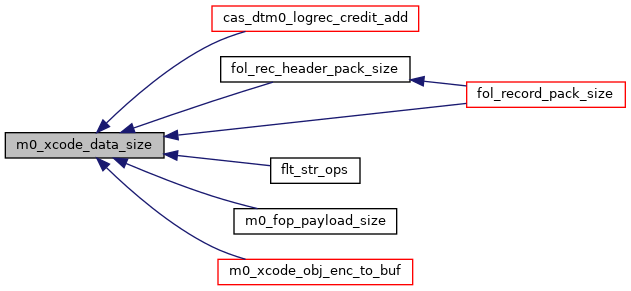 cas_dtm0_logrec_credit_add
fol_rec_header_pack_size
fol_record_pack_size
m0_xcode_data_size
flt_str_ops
m0_fop_payload_size
m0_xcode_obj_enc_to_buf